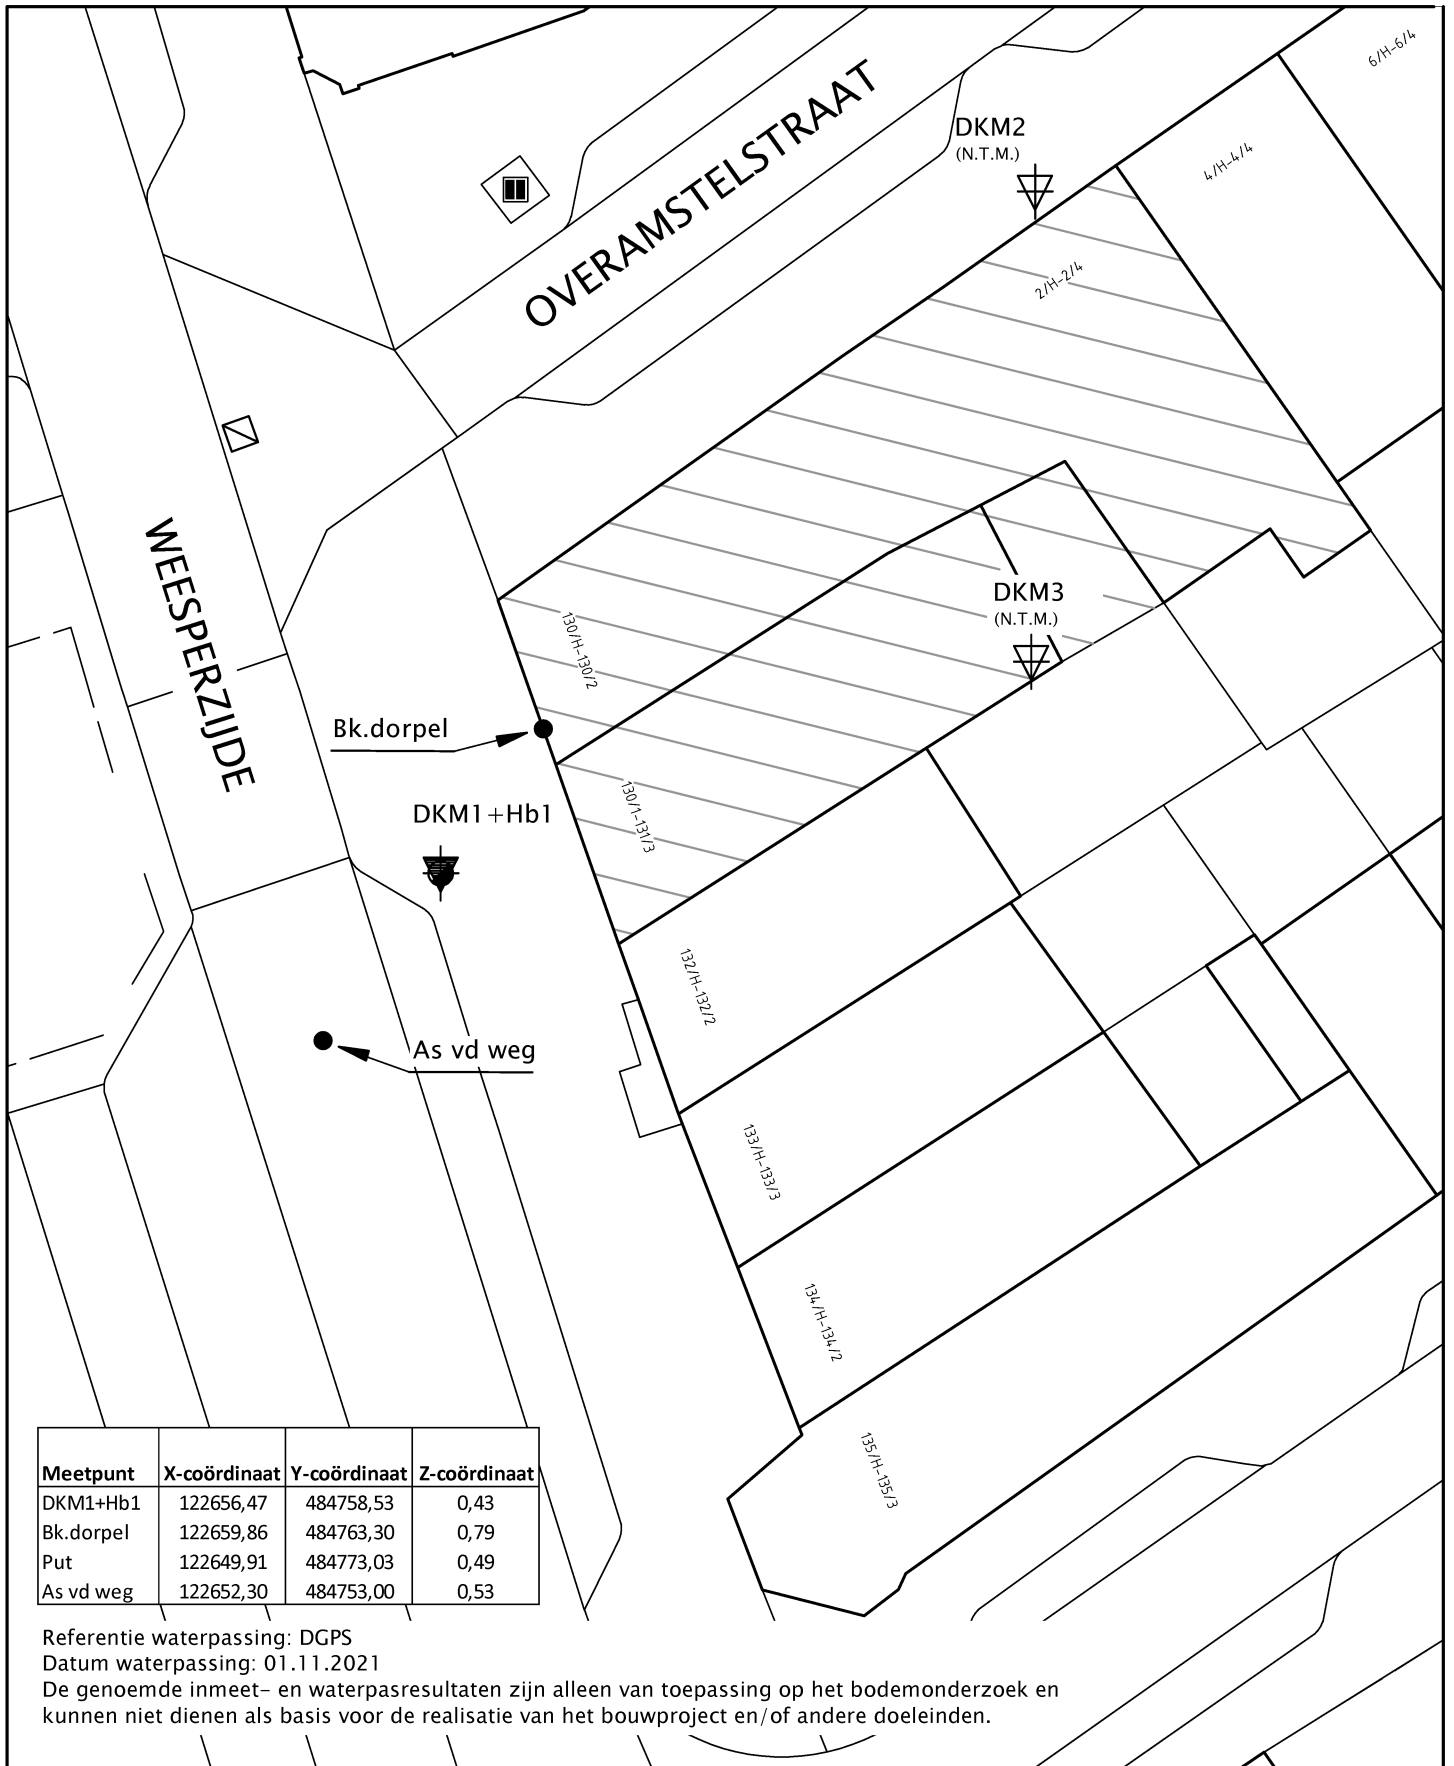 6/H-6/4
OVERAMSTELSTRAAT
DKM2
(N.T.M.)
4/H-4/4
2/H-2/4
WEESPERZIJDE
DKM3
(N.T.M.)
130/H-130/2
Bk.dorpel
130/1-131/3
DKM1+Hb1
132/H-132/2
As vd weg
133/H-133/3
134/H-134/2
135/H-135/3
Meetpunt X-coördinaat Y-coördinaat Z-coördinaat
DKM1+Hb1 122656,47 484758,53 0,43
Bk.dorpel 122659,86 484763,30 0,79
Put 122649,91 484773,03 0,49
As vd weg 122652,30 484753,00 0,53
Referentie waterpassing: DGPS
Datum waterpassing: 01.11.2021
De genoemde inmeet- en waterpasresultaten zijn alleen van toepassing op het bodemonderzoek en
kunnen niet dienen als basis voor de realisatie van het bouwproject en/of andere doeleinden.